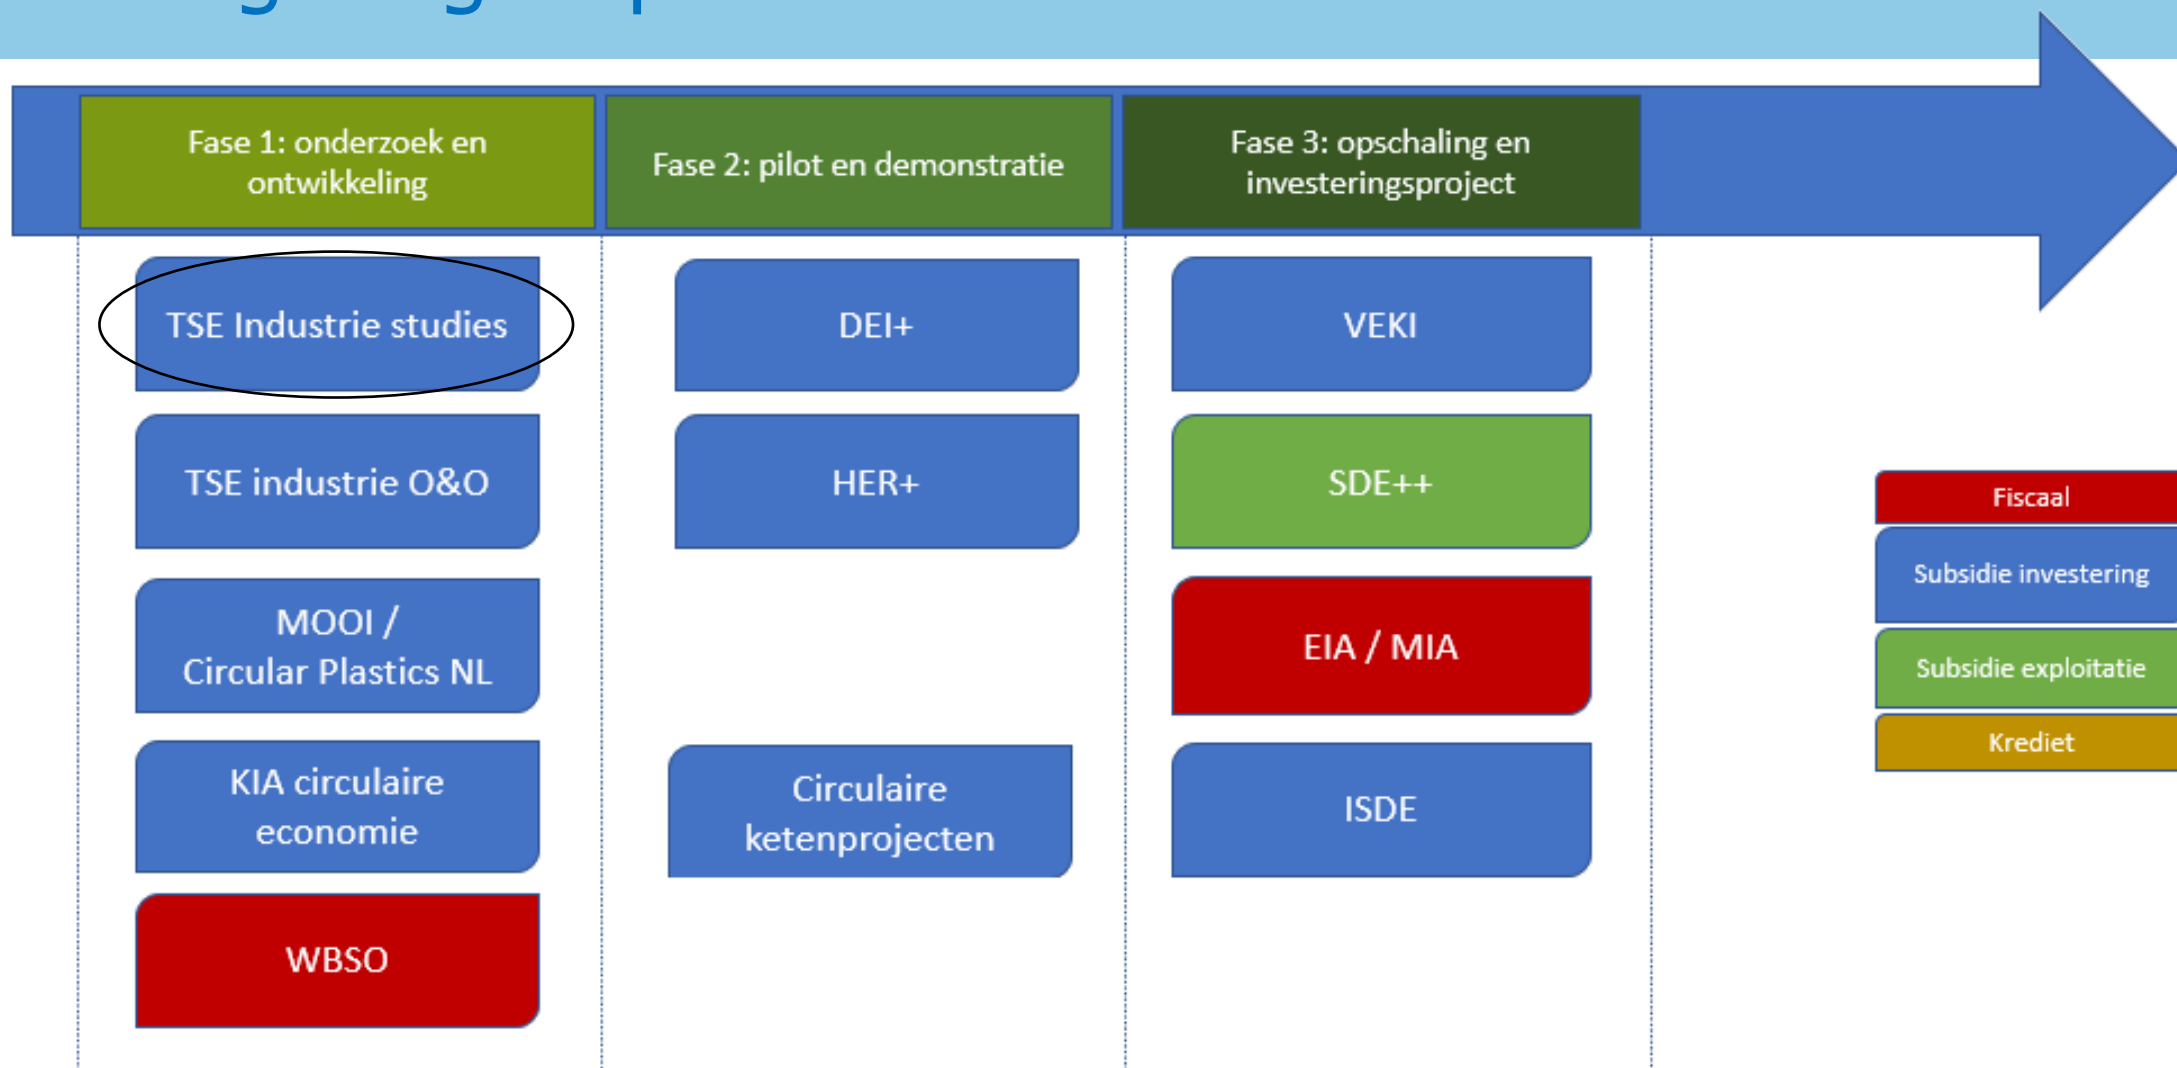 Fase 1: onderzoek en
ontwikkeling
Fase 2: pilot en demonstratie
Fase 3: opschaling en
investeringsproject
TSE Industrie studies
DEI+
VEKI
TSE industrie O&O
HER+
SDE++
MOOI /
Circular Plastics NL
EIA / MIA
KIA circulaire
economie
Circulaire
ketenprojecten
ISDE
WBSO
Fiscaal
Subsidie investering
Subsidie exploitatie
Krediet